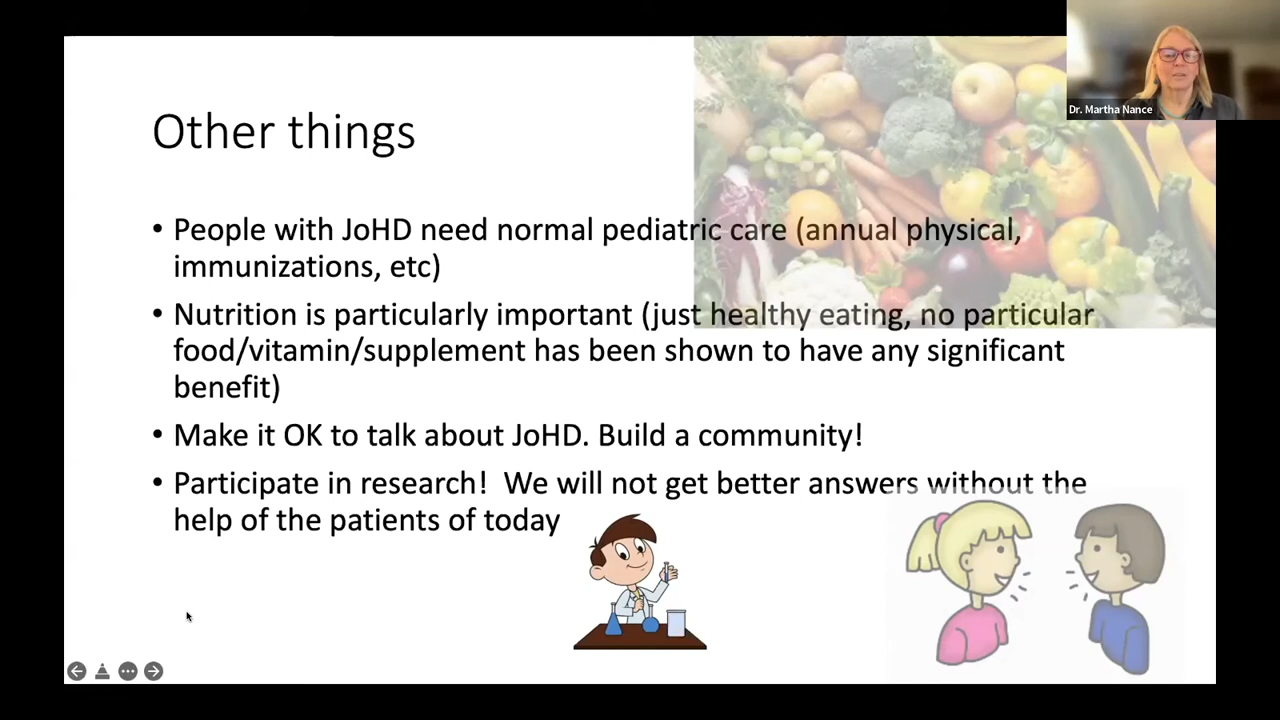 Dr. Martha Nance
Other things
• People with JoHD need normal pediatric care (annual physical,
immunizations, etc)
• Nutrition is particularly important (just healthy eating, no particular
food/vitamin/supplement has been shown to have any significant
benefit)
• Make it OK to talk about JoHD. Build a community!
• Participate in research!  We will not get better answers without the
help of the patients of today